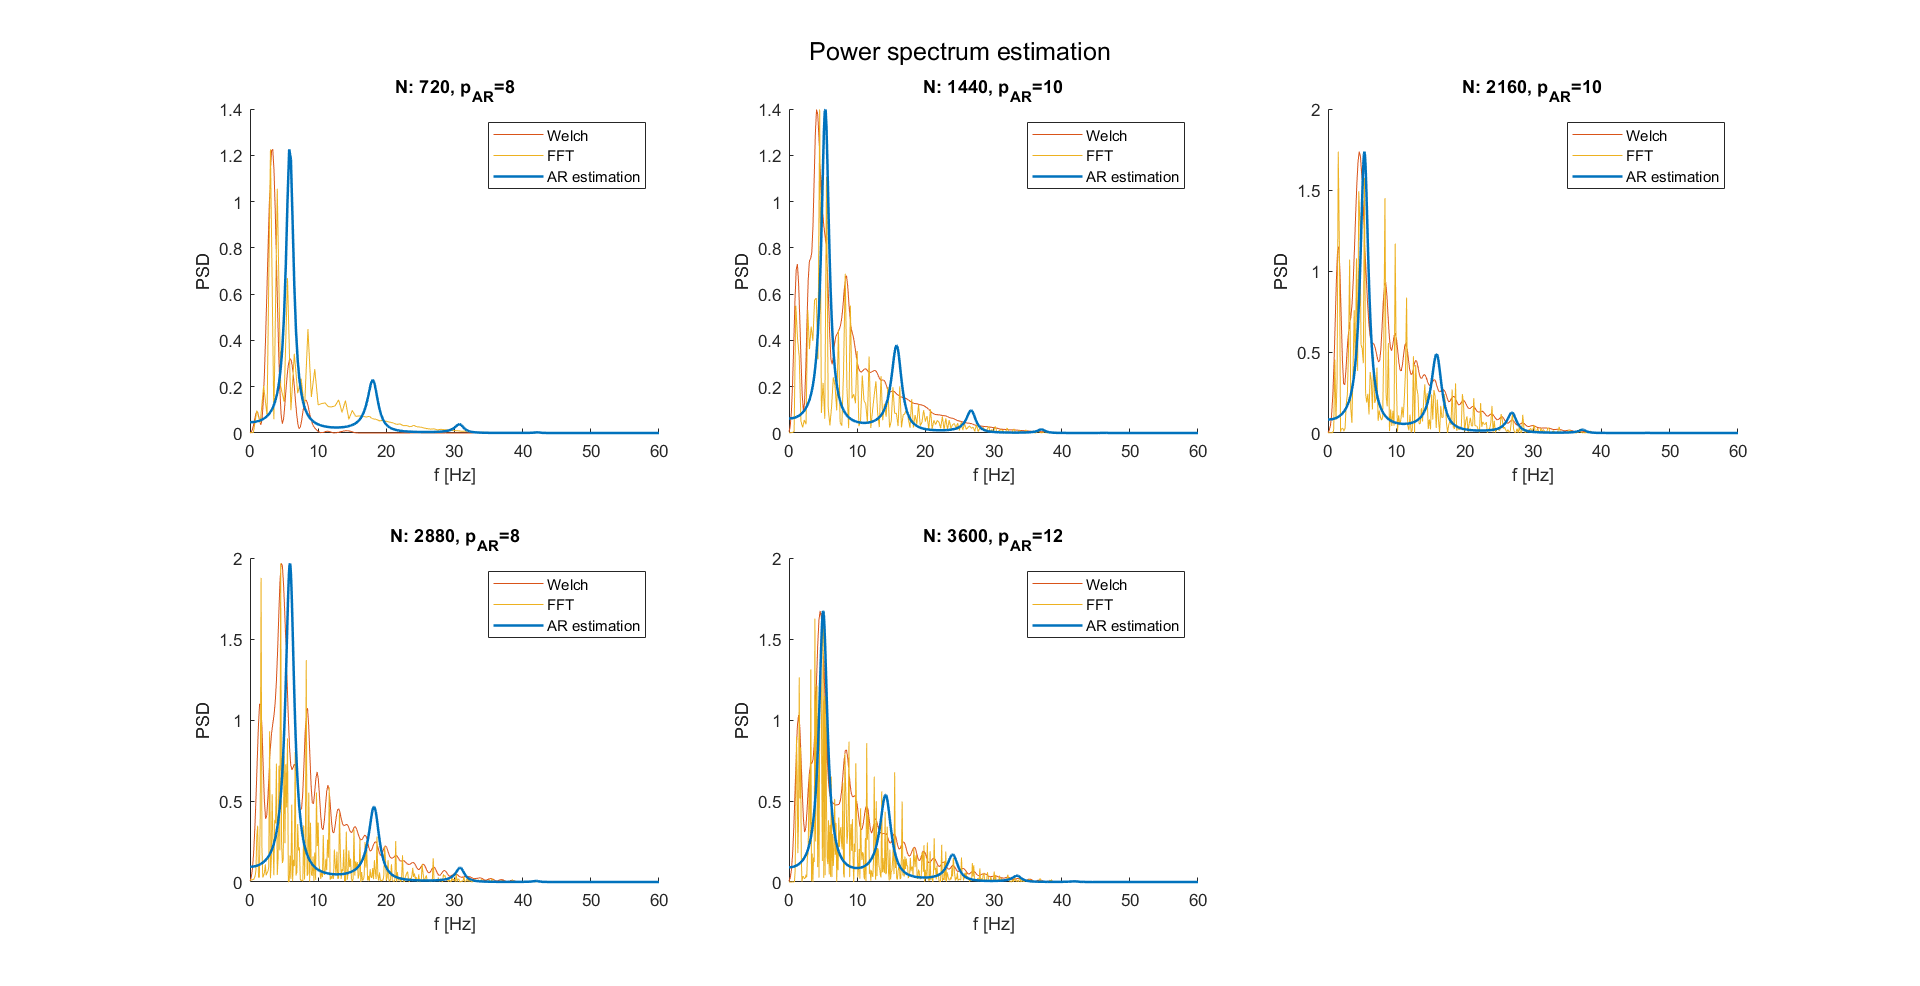 Power spectrum estimation
N: 720, pAR=8
1.4
1.2
1
0.8
0.6
0.4
0.2
0
PSD
Welch
FFT
AR estimation
0 10 20 30 40 50 60
f [Hz]
N: 1440, pAR=10
1.4
1.2
1
0.8
0.6
0.4
0.2
0
PSD
Welch
FFT
AR estimation
0 10 20 30 40 50 60
f [Hz]
N: 2160, pAR=10
2
1.5
1
0.5
0
PSD
Welch
FFT
AR estimation
0 10 20 30 40 50 60
f [Hz]
N: 2880, pAR=8
2
1.5
1
0.5
0
PSD
Welch
FFT
AR estimation
0 10 20 30 40 50 60
f [Hz]
N: 3600, pAR=12
2
1.5
1
0.5
0
PSD
Welch
FFT
AR estimation
0 10 20 30 40 50 60
f [Hz]